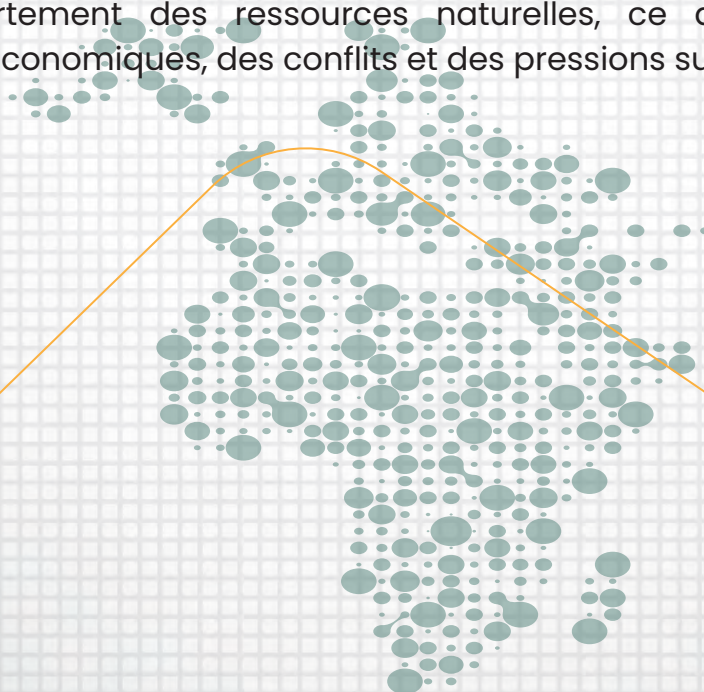 rtement des ressources naturelles, ce
conomiques, des conflits et des pressions su